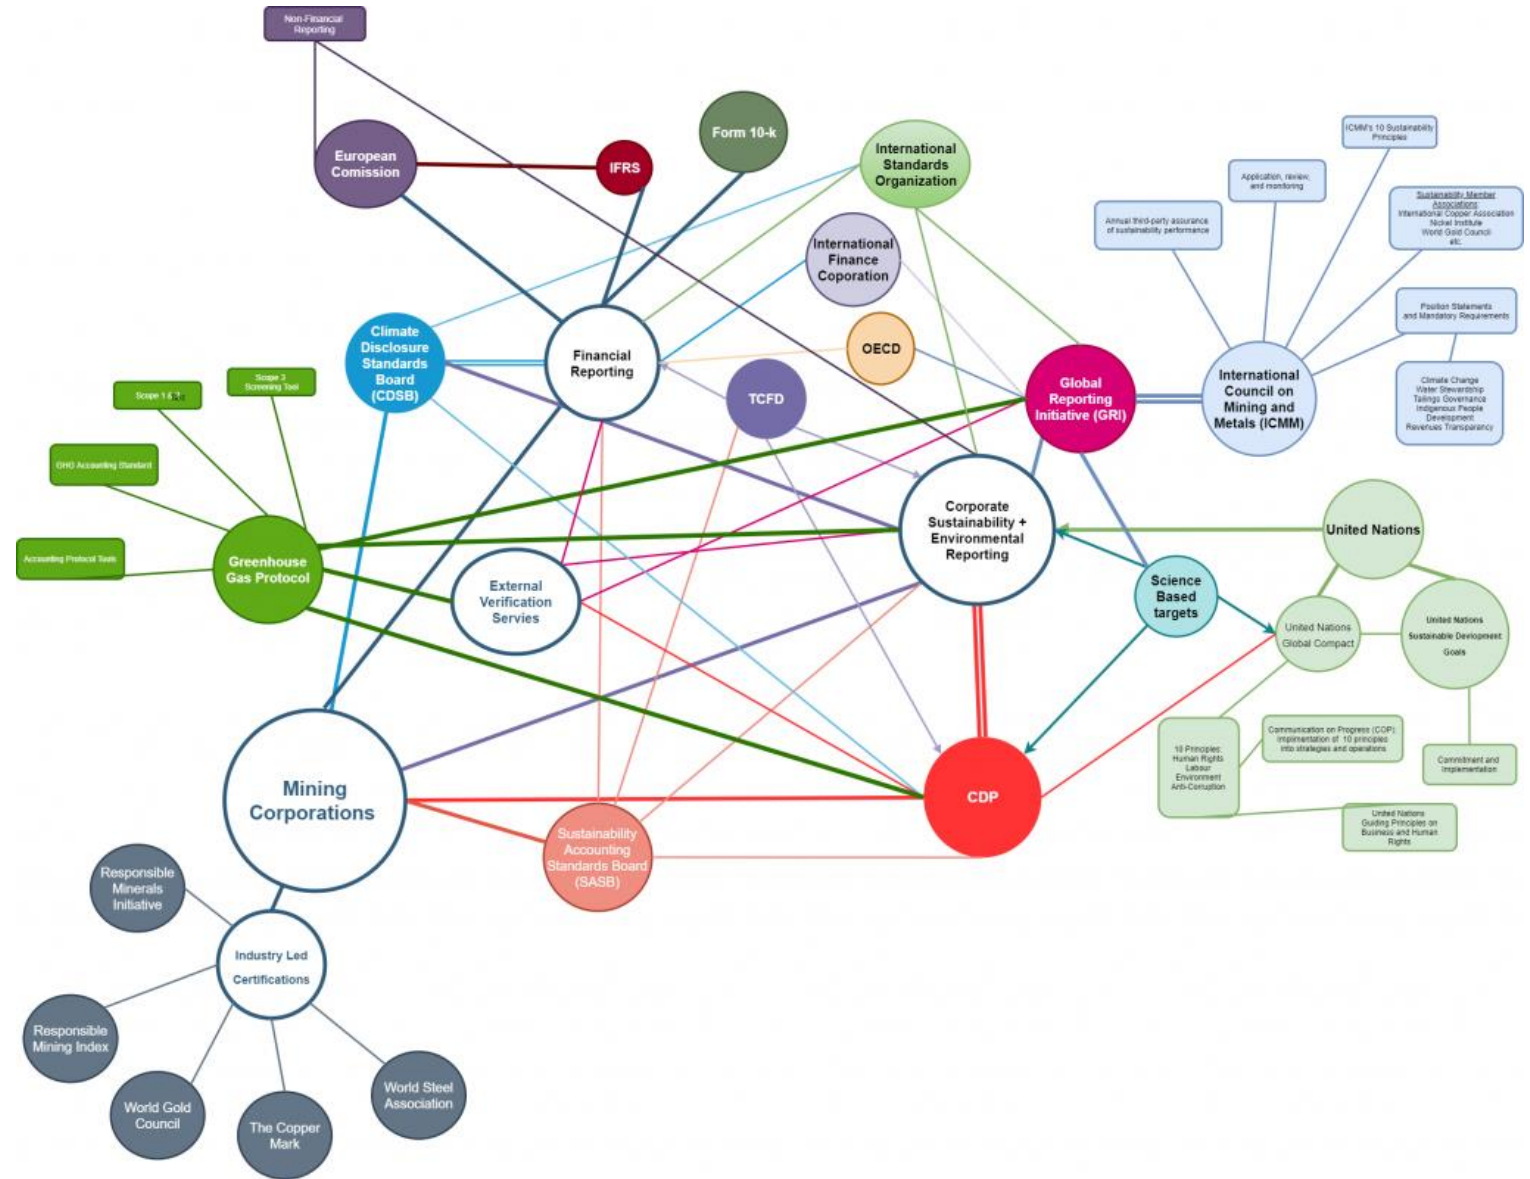 Non-Financial
Reporting
European
Comission
IFRS
Form 10-k
International
Standards
Organization
International
Finance
Coporation
ICMM's 10 Sustainability
Principles
Application, review,
and monitoring
Annual third-party assurance
of sustainability performance
Sustainability Member
Associations:
International Copper Association
Nickel Institute
World Gold Council
etc.
Position Statements
and Mandatory Requirements
Climate Change
Water Stewardship
Tailings Governance
Indigenous People
Development
Revenues Transparency
Climate
Disclosure
Standards
Board
(CDSB)
Financial
Reporting
OECD
TCFD
Global
Reporting
Initiative (GRI)
International
Council on
Mining and
Metals (ICMM)
Scope 3
Screening Tool
Scope 1 &
GHG Accounting Standard
Accounting Protocol Tools
Greenhouse
Gas Protocol
External
Verification
Servies
Corporate
Sustainability +
Environmental
Reporting
Science
Based
targets
United Nations
United Nations
Global Compact
United Nations
Sustainable Devlopment
Goals
10 Principles:
Human Rights
Labour
Environment
Anti-Corruption
Communication on Progress (COP)
Implimentation of 10 principles
into strategies and operations
Commitment and
Implementation
United Nations
Guiding Principles on
Business and Human
Rights
Mining
Corporations
CDP
Sustainability
Accounting
Standards Board
(SASB)
Responsible
Minerals
Initiative
Industry Led
Certifications
Responsible
Mining Index
World Gold
Council
The Copper
Mark
World Steel
Association